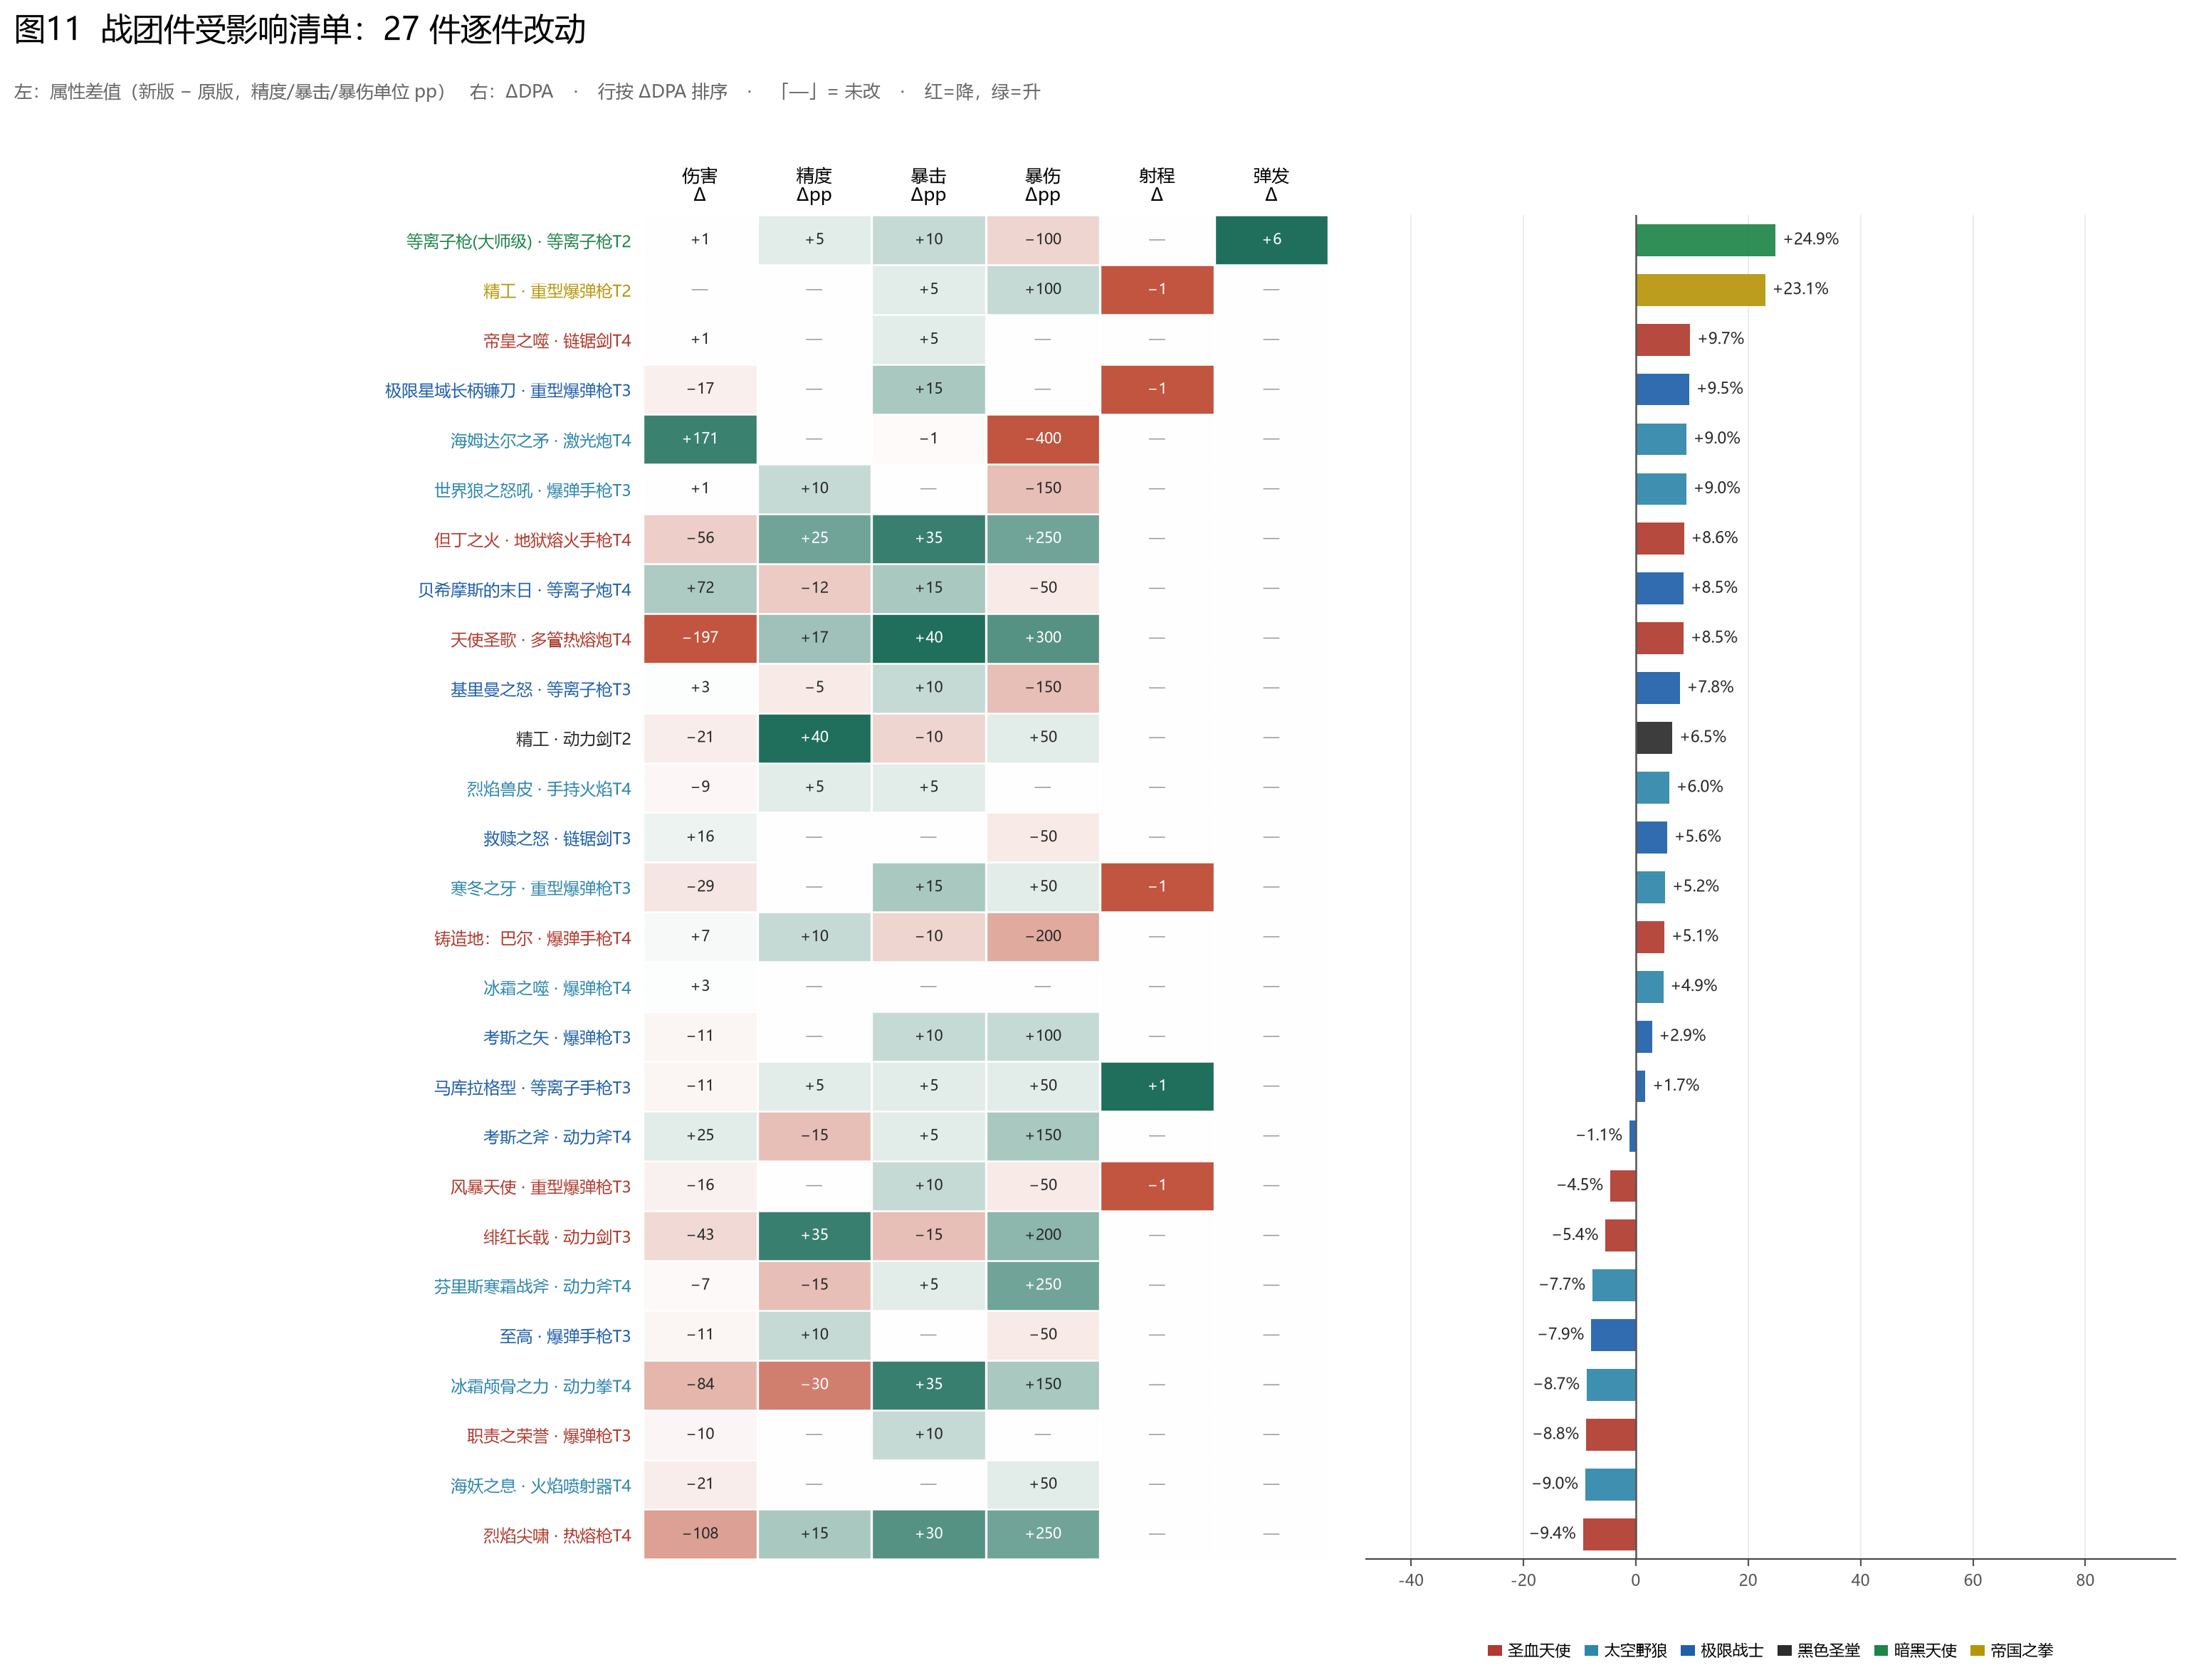 图11 战团件受影响清单：27 件逐件改动
左：属性差值（新版 − 原版，精度/暴击/暴伤单位 pp） 右：ΔDPA · 行按 ΔDPA 排序 · 「—」= 未改 · 红=降，绿=升
伤害 精度 暴击 暴伤 射程 弹发
Δ Δpp Δpp Δpp Δ Δ
等离子枪(大师级) · 等离子枪T2 +1 +5 +10 −100 — +6 +24.9%
精工 · 重型爆弹枪T2 — — +5 +100 −1 — +23.1%
帝皇之噬 · 链锯剑T4 +1 — +5 — — — +9.7%
极限星域长柄镰刀 · 重型爆弹枪T3 −17 — +15 — −1 — +9.5%
海姆达尔之矛 · 激光炮T4 +171 — −1 −400 — — +9.0%
世界狼之怒吼 · 爆弹手枪T3 +1 +10 — −150 — — +9.0%
但丁之火 · 地狱熔火手枪T4 −56 +25 +35 +250 — — +8.6%
贝希摩斯的末日 · 等离子炮T4 +72 −12 +15 −50 — — +8.5%
天使圣歌 · 多管热熔炮T4 −197 +17 +40 +300 — — +8.5%
基里曼之怒 · 等离子枪T3 +3 −5 +10 −150 — — +7.8%
精工 · 动力剑T2 −21 +40 −10 +50 — — +6.5%
烈焰兽皮 · 手持火焰T4 −9 +5 +5 — — — +6.0%
救赎之怒 · 链锯剑T3 +16 — — −50 — — +5.6%
寒冬之牙 · 重型爆弹枪T3 −29 — +15 +50 −1 — +5.2%
铸造地：巴尔 · 爆弹手枪T4 +7 +10 −10 −200 — — +5.1%
冰霜之噬 · 爆弹枪T4 +3 — — — — — +4.9%
考斯之矢 · 爆弹枪T3 −11 — +10 +100 — — +2.9%
马库拉格型 · 等离子手枪T3 −11 +5 +5 +50 +1 — +1.7%
考斯之斧 · 动力斧T4 +25 −15 +5 +150 — — −1.1%
风暴天使 · 重型爆弹枪T3 −16 — +10 −50 −1 — −4.5%
绯红长戟 · 动力剑T3 −43 +35 −15 +200 — — −5.4%
芬里斯寒霜战斧 · 动力斧T4 −7 −15 +5 +250 — — −7.7%
至高 · 爆弹手枪T3 −11 +10 — −50 — — −7.9%
冰霜颅骨之力 · 动力拳T4 −84 −30 +35 +150 — — −8.7%
职责之荣誉 · 爆弹枪T3 −10 — +10 — — — −8.8%
海妖之息 · 火焰喷射器T4 −21 — — +50 — — −9.0%
烈焰尖啸 · 热熔枪T4 −108 +15 +30 +250 — — −9.4%
-40 -20 0 20 40 60 80
圣血天使 太空野狼 极限战士 黑色圣堂 暗黑天使 帝国之拳